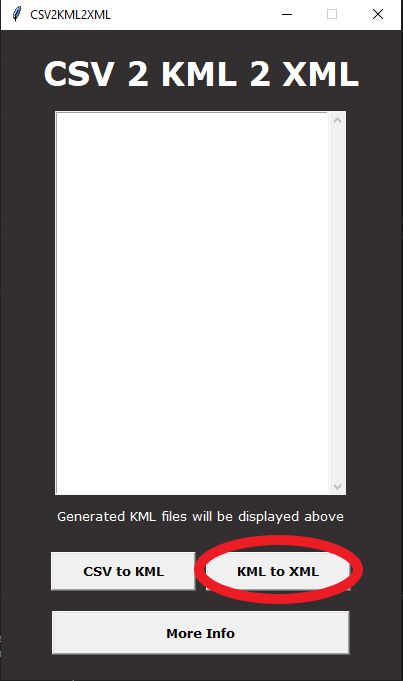 CSV2KML2XML
CSV 2 KML 2 XML
Generated KML files will be displayed above
CSV to KML KML to XML
More Info